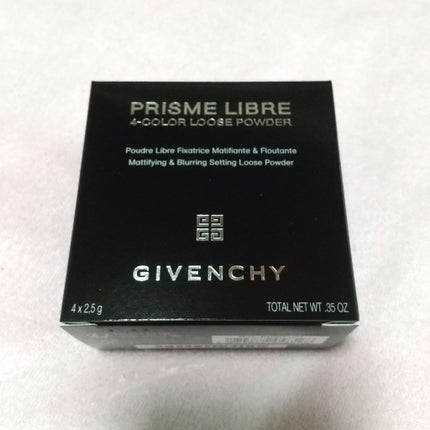 PRISME LIBRE
4-COLOR LOOSE POWDER
Poudre Libre Fixatrice Matifiante & Floutante
Mattifying & Blurring Setting Loose Powder
GIVENCHY
4 x 2,5 g
TOTAL NET WT .35 OZ